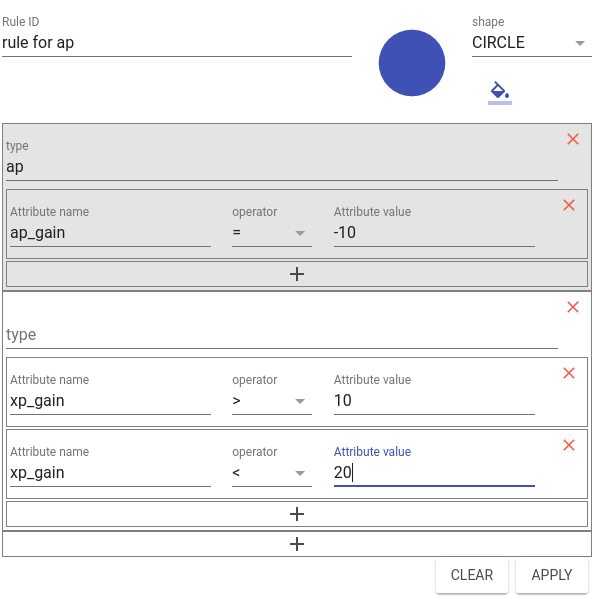 Rule ID
rule for ap
shape
CIRCLE
type
ap
Attribute name operator Attribute value
ap_gain = -10
+
type
Attribute name operator Attribute value
xp_gain > 10
Attribute name operator Attribute value
xp_gain < 20
+
+
CLEAR APPLY